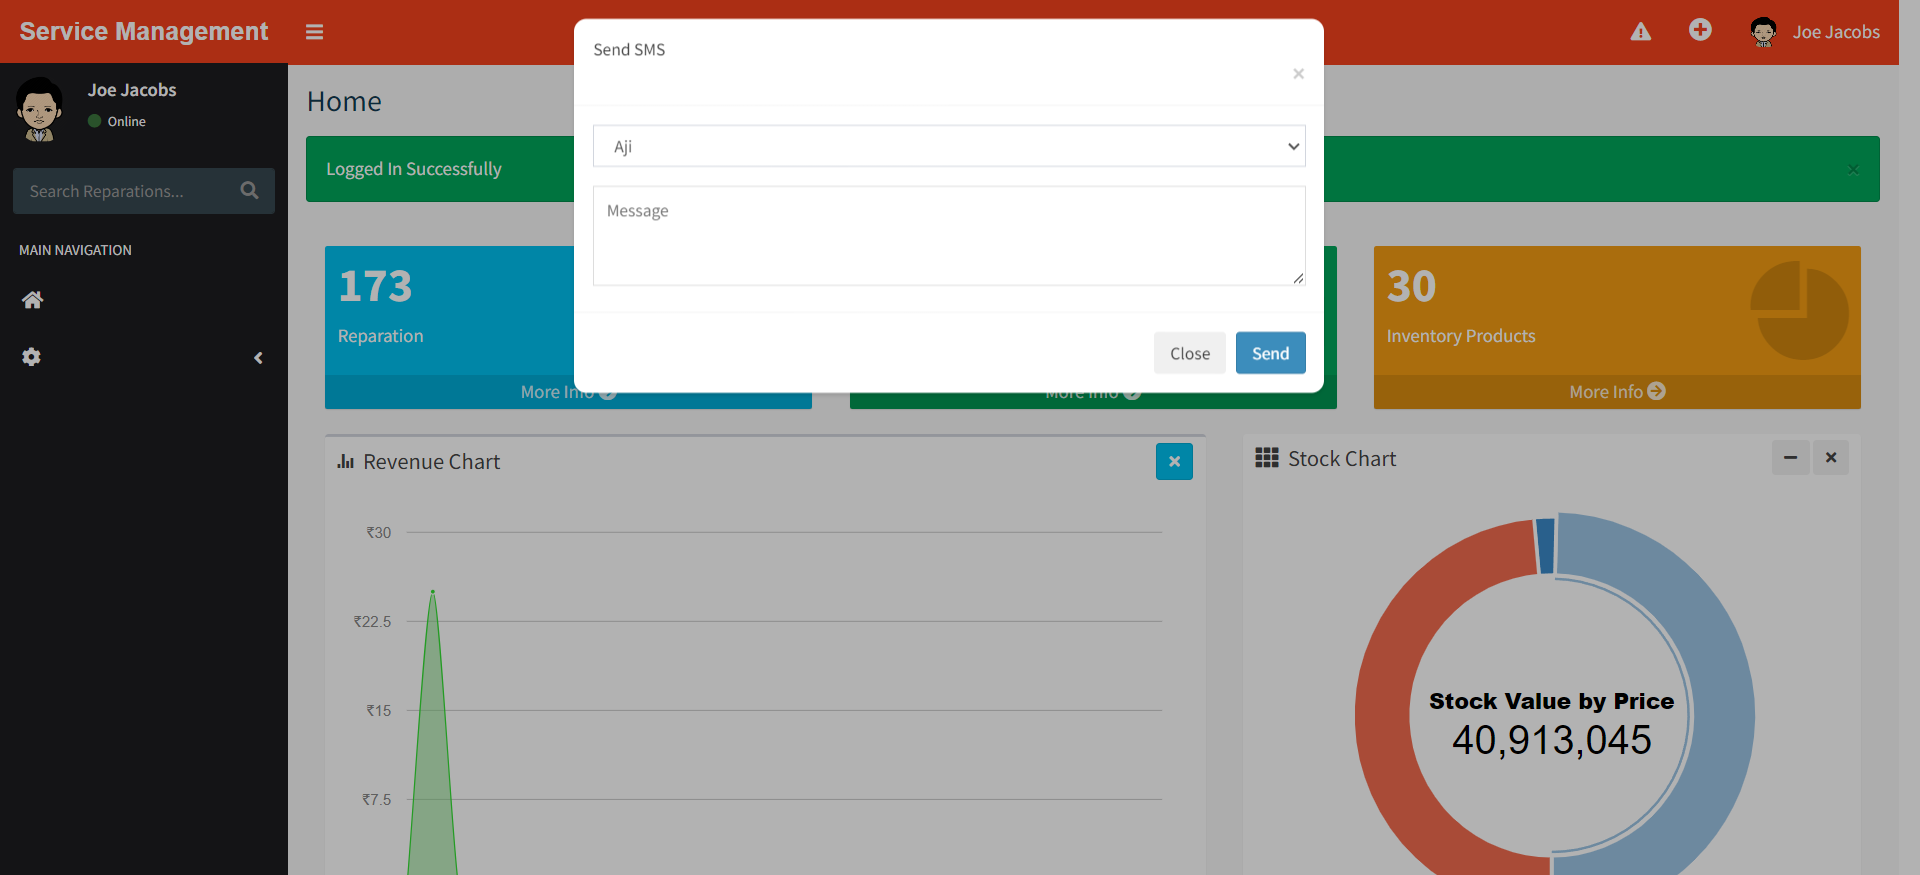 Service Management
Joe Jacobs
Joe Jacobs
Online
Search Reparations...
MAIN NAVIGATION
Home
Logged In Successfully
×
Send SMS
×
Aji
Message
Close
Send
173
Reparation
More Info
More Info
30
Inventory Products
More Info
Revenue Chart
₹30
₹22.5
₹15
₹7.5
Stock Chart
Stock Value by Price
40,913,045